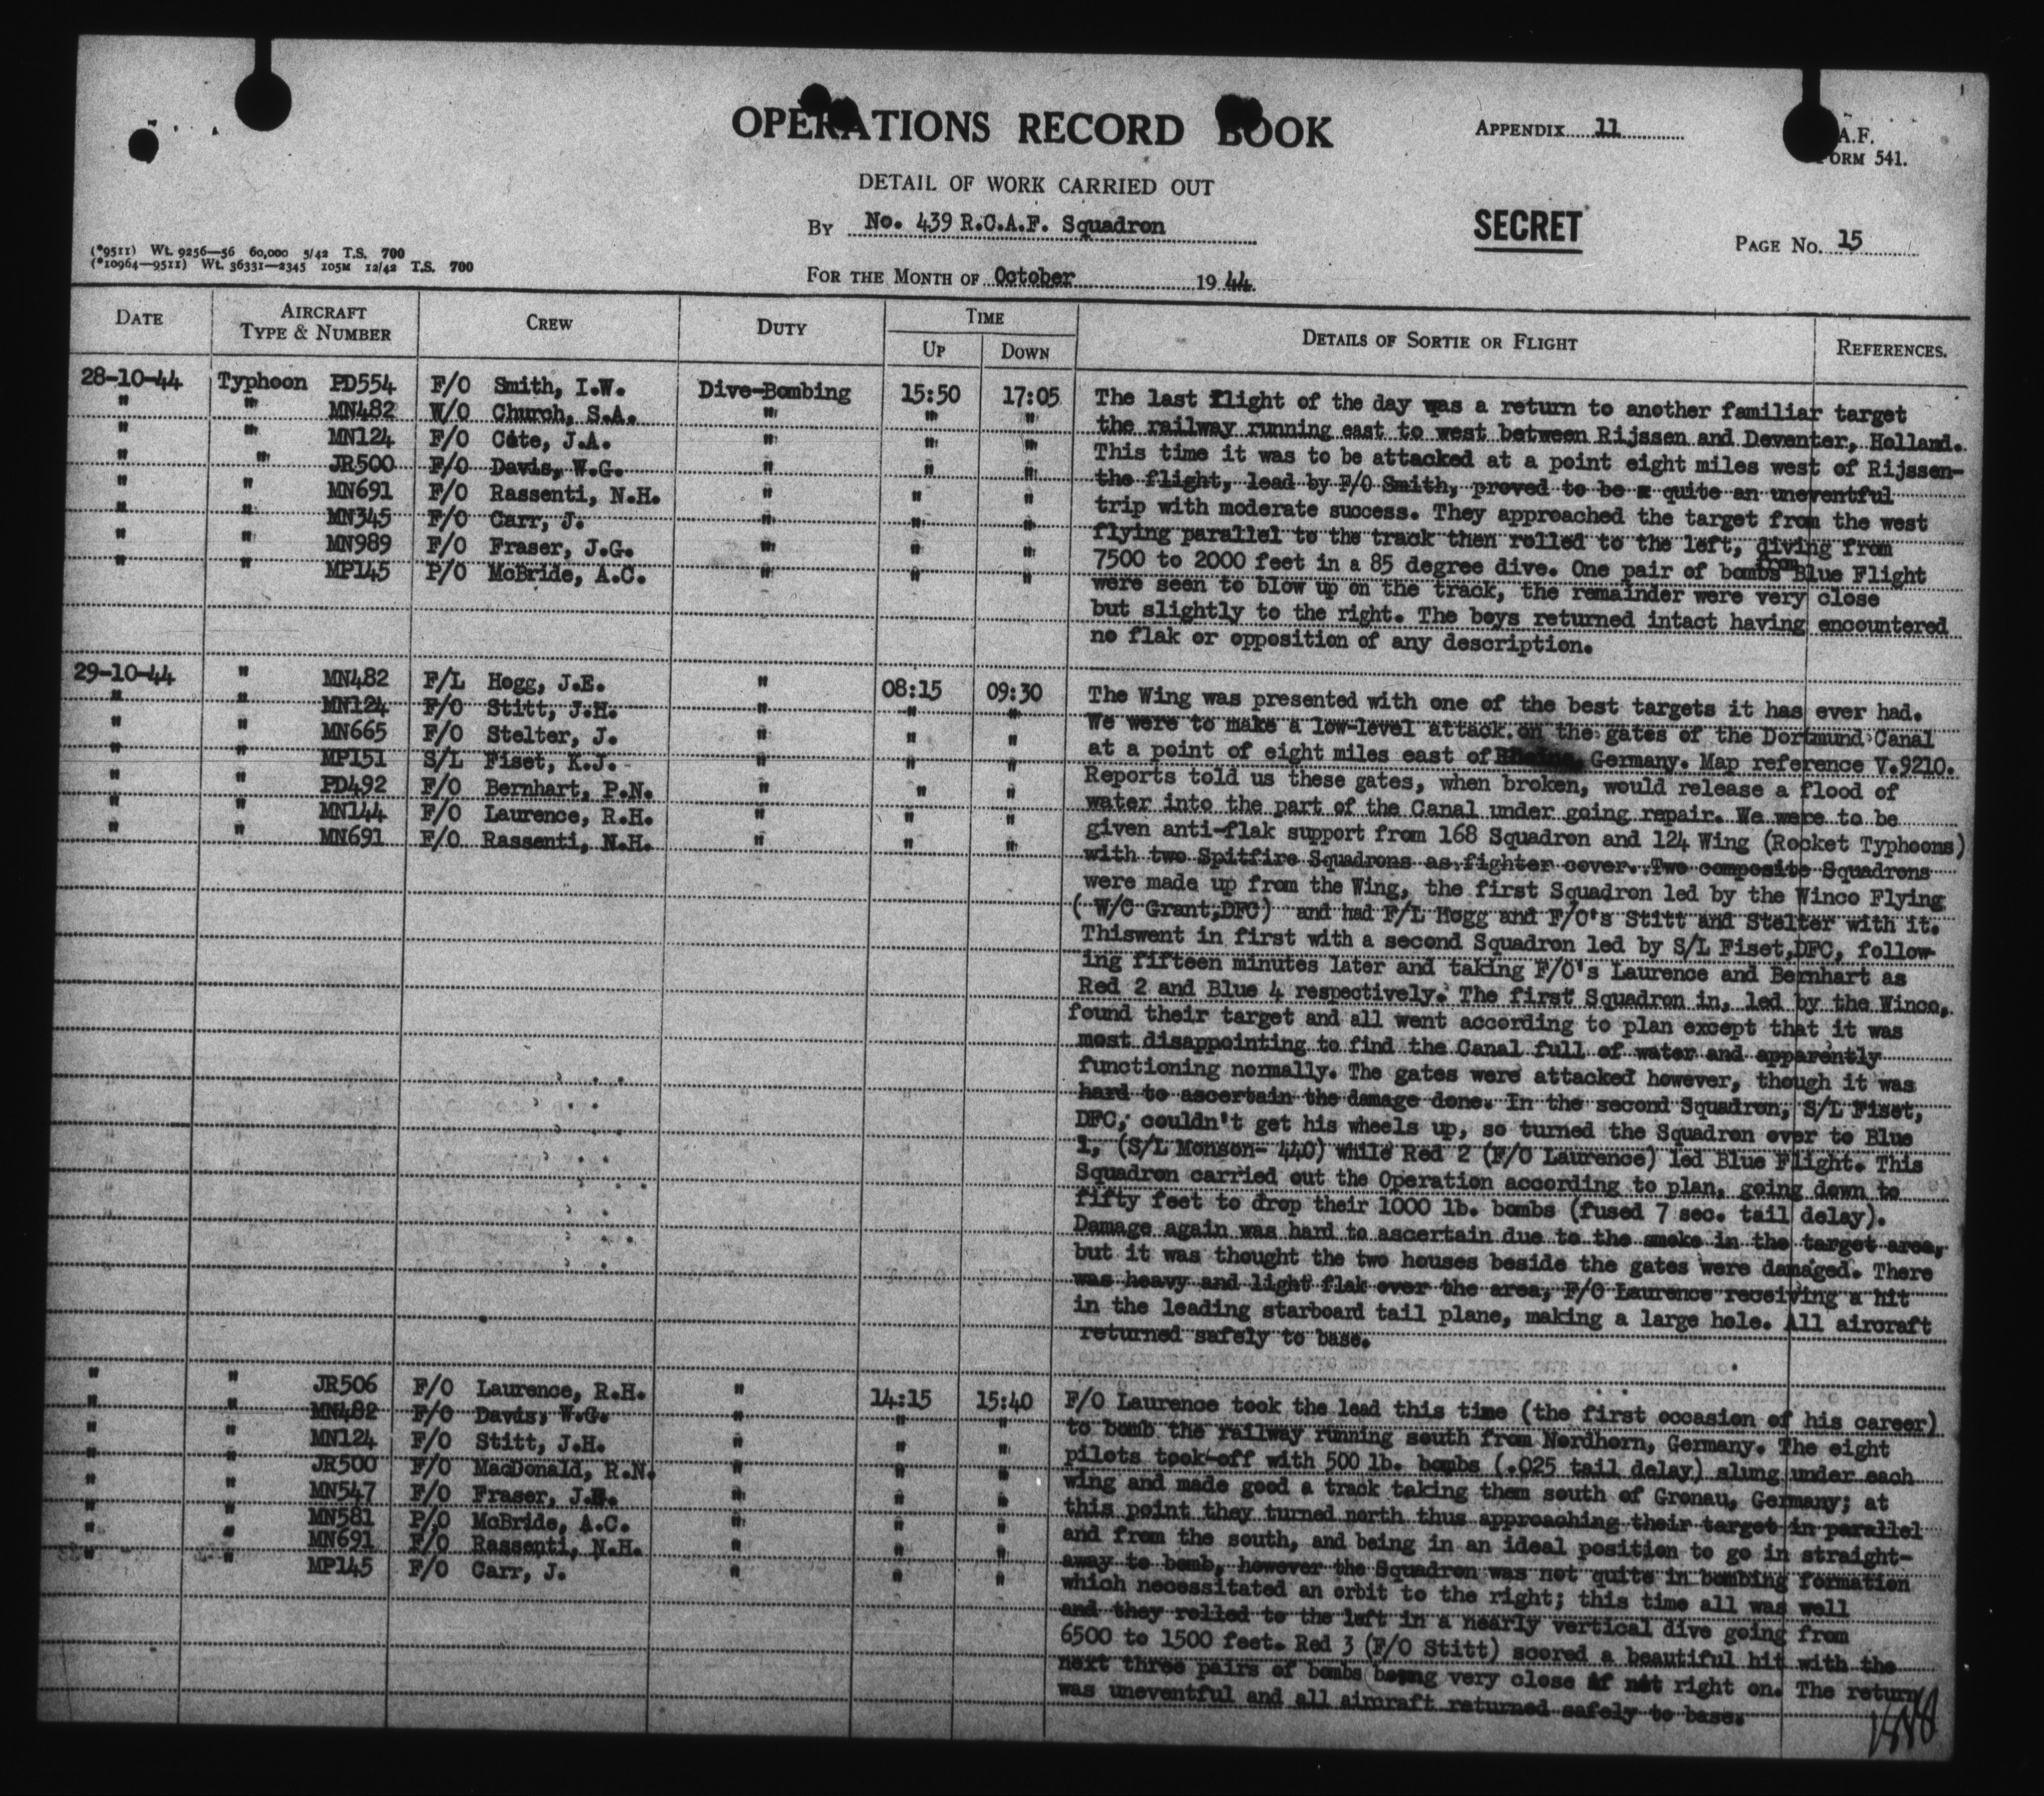 OPERATIONS RECORD BOOK
APPENDIX 11
A.F.
FORM 541.
DETAIL OF WORK CARRIED OUT
By No. 439 R.C.A.F. Squadron
SECRET
PAGE No. 15
(*9511) Wt. 9256—56 60,000 5/42 T.S. 700
(*10964—9511) Wt. 36331—2345 105M 12/42 T.S. 700
FOR THE MONTH OF October 1944.
DATE AIRCRAFT TYPE & NUMBER CREW DUTY TIME UP DOWN DETAILS OF SORTIE OR FLIGHT REFERENCES.
28-10-44 Typhoon PD554 F/O Smith, I.W. Dive-Bombing 15:50 17:05
" " MN482 W/O Church, S.A. " " "
" " MN124 F/O Côte, J.A. " " "
" " JR500 F/O Davis, W.G. " " "
" " MN691 F/O Rassenti, N.H. " " "
" " MN345 F/O Carr, J. " " "
" " MN989 F/O Fraser, J.G. " " "
" " MP145 P/O McBride, A.C. " " "
The last flight of the day was a return to another familiar target
the railway running east to west between Rijssen and Deventer, Holland.
This time it was to be attacked at a point eight miles west of Rijssen-
the flight, lead by F/O Smith, proved to be quite an uneventful
trip with moderate success. They approached the target from the west
flying parallel to the track then rolled to the left, diving from
7500 to 2000 feet in a 85 degree dive. One pair of bombs from Blue Flight
were seen to blow up on the track, the remainder were very close
but slightly to the right. The boys returned intact having encountered
no flak or opposition of any description.
29-10-44 " MN482 F/L Hogg, J.E. " 08:15 09:30
" " MN124 F/O Stitt, J.H. " " "
" " MN665 F/O Stelter, J. " " "
" " MP151 S/L Fiset, K.J. " " "
" " PD492 F/O Bernhart, P.N. " " "
" " MN144 F/O Laurence, R.H. " " "
" " MN691 F/O Rassenti, N.H. " " "
The Wing was presented with one of the best targets it has ever had.
We were to make a low-level attack on the gates of the Dortmund Canal
at a point of eight miles east of Germany. Map reference V.9210.
Reports told us these gates, when broken, would release a flood of
water into the part of the Canal under going repair. We were to be
given anti-flak support from 168 Squadron and 124 Wing (Rocket Typhoons)
with two Spitfire Squadrons as fighter cover. Two composite Squadrons
were made up from the Wing, the first Squadron led by the Winco Flying
( W/C Grant,DFC) and had F/L Hogg and F/O's Stitt and Stelter with it.
Thiswent in first with a second Squadron led by S/L Fiset,DFC, follow-
ing fifteen minutes later and taking F/O's Laurence and Bernhart as
Red 2 and Blue 4 respectively. The first Squadron in, led by the Winco,
found their target and all went according to plan except that it was
most disappointing to find the Canal full of water and apparently
functioning normally. The gates were attacked however, though it was
hard to ascertain the damage done. In the second Squadron, S/L Fiset,
DFC, couldn't get his wheels up, so turned the Squadron over to Blue
1, (S/L Monson- 440) while Red 2 (F/O Laurence) led Blue Flight. This
Squadron carried out the Operation according to plan, going down to
fifty feet to drop their 1000 lb. bombs (fused 7 sec. tail delay).
Damage again was hard to ascertain due to the smoke in the target area,
but it was thought the two houses beside the gates were damaged. There
was heavy and light flak over the area, F/O Laurence receiving a hit
in the leading starboard tail plane, making a large hole. All aircraft
returned safely to base.
" " JR506 F/O Laurence, R.H. " 14:15 15:40
" " MN482 F/O Davis, W.G. " " "
" " MN124 F/O Stitt, J.H. " " "
" " JR500 F/O MacDonald, R.N. " " "
" " MN547 F/O Fraser, " " "
" " MN581 P/O McBride, A.C. " " "
" " MN691 F/O Rassenti, N.H. " " "
" " MP145 F/O Carr, J. " " "
F/O Laurence took the lead this time (the first occasion of his career)
to bomb the railway running south from Nordhorn, Germany. The eight
pilots took-off with 500 lb. bombs (.025 tail delay) slung under each
wing and made good a track taking them south of Gronau, Germany; at
this point they turned north thus approaching their target in parallel
and from the south, and being in an ideal position to go in straight-
away to bomb, however the Squadron was not quite in bombing formation
which necessitated an orbit to the right; this time all was well
and they rolled to the left in a nearly vertical dive going from
6500 to 1500 feet. Red 3 (F/O Stitt) scored a beautiful hit with the
next three pairs of bombs being very close if not right on. The return
was uneventful and all aircraft returned safely to base.